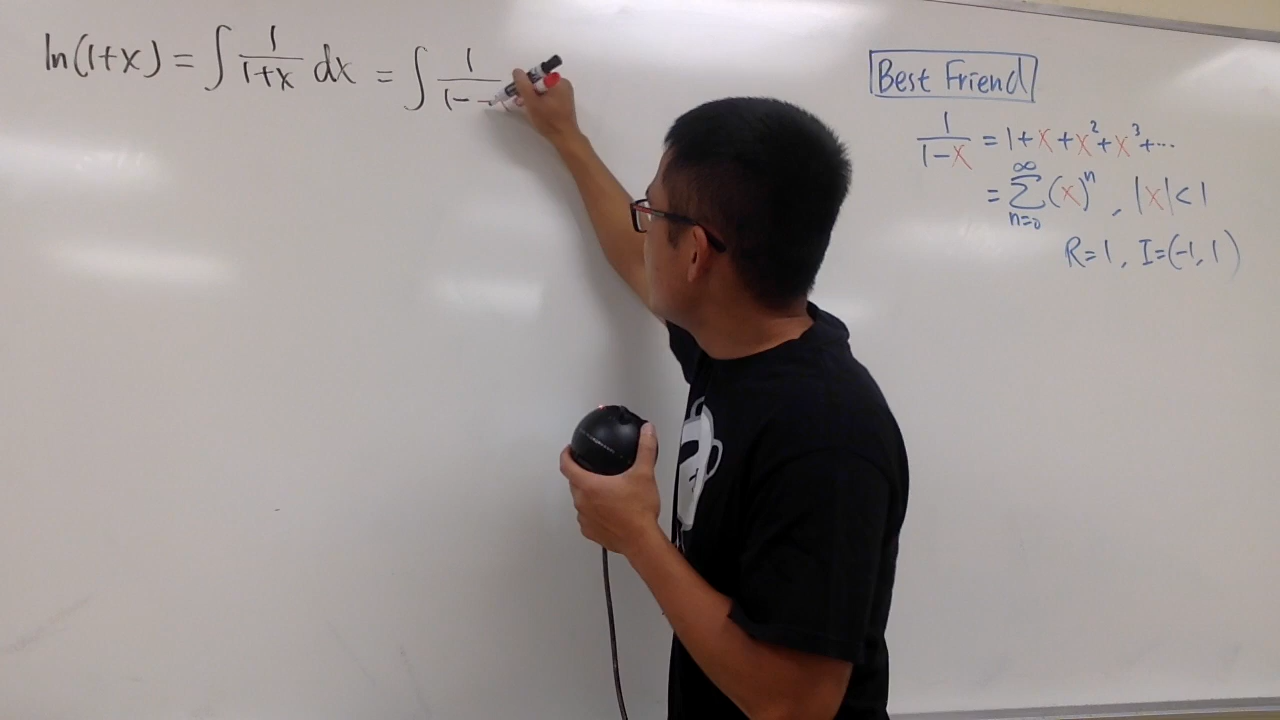 ln(1+x) = ∫ 1/(1+x) dx = ∫ 1/(1-
Best Friend
1/(1-x) = 1+x+x²+x³+...
= ∑_{n=0}^{∞} (x)ⁿ , |x|<1
R=1, I=(-1, 1)